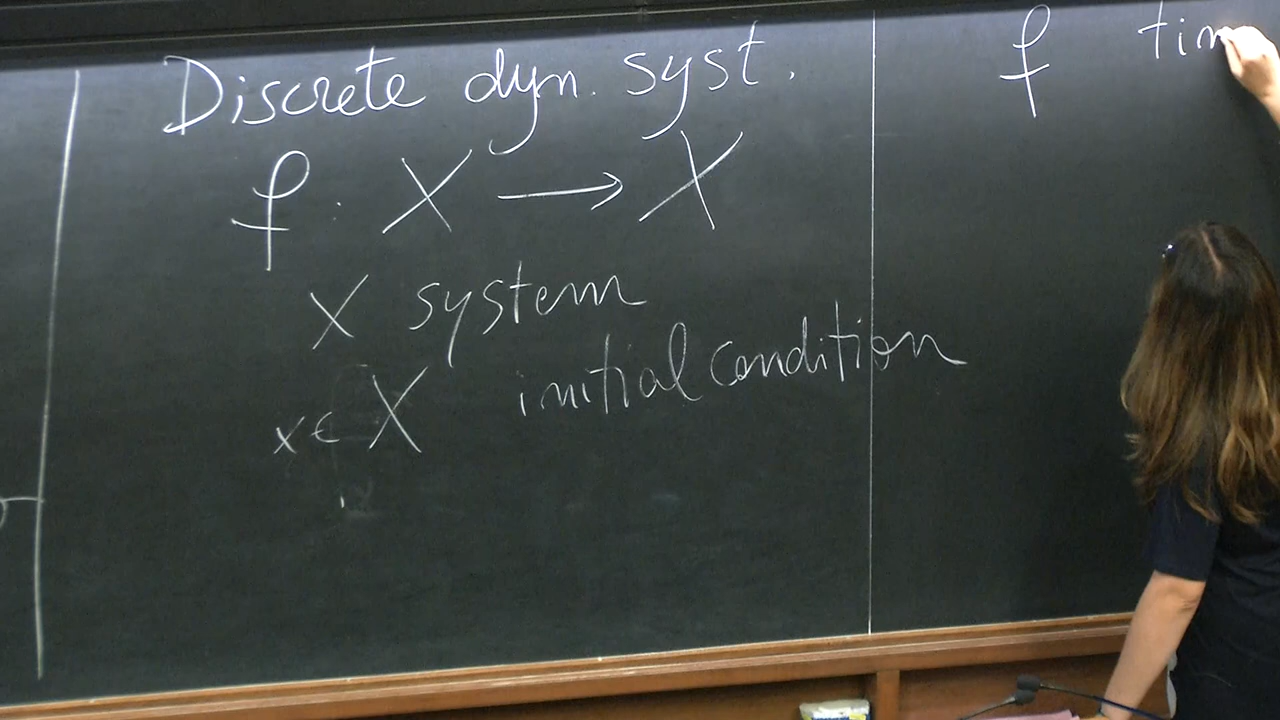 Discrete dyn. syst.
f : X → X
X system
x ∈ X initial condition
f tim